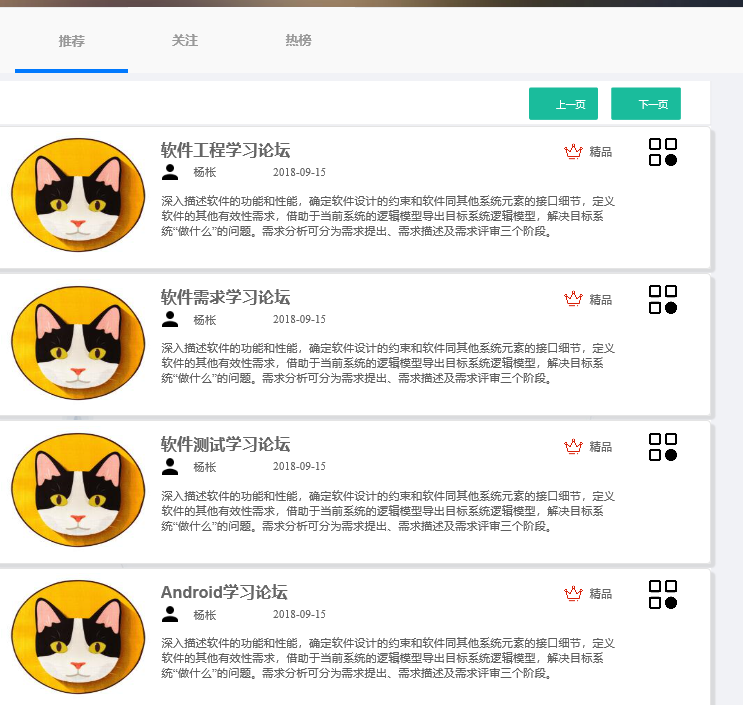 推荐 关注 热榜
上一页 下一页
软件工程学习论坛 精品
杨枨 2018-09-15
深入描述软件的功能和性能，确定软件设计的约束和软件同其他系统元素的接口细节，定义
软件的其他有效性需求，借助于当前系统的逻辑模型导出目标系统逻辑模型，解决目标系
统“做什么”的问题。需求分析可分为需求提出、需求描述及需求评审三个阶段。
软件需求学习论坛 精品
杨枨 2018-09-15
深入描述软件的功能和性能，确定软件设计的约束和软件同其他系统元素的接口细节，定义
软件的其他有效性需求，借助于当前系统的逻辑模型导出目标系统逻辑模型，解决目标系
统“做什么”的问题。需求分析可分为需求提出、需求描述及需求评审三个阶段。
软件测试学习论坛 精品
杨枨 2018-09-15
深入描述软件的功能和性能，确定软件设计的约束和软件同其他系统元素的接口细节，定义
软件的其他有效性需求，借助于当前系统的逻辑模型导出目标系统逻辑模型，解决目标系
统“做什么”的问题。需求分析可分为需求提出、需求描述及需求评审三个阶段。
Android学习论坛 精品
杨枨 2018-09-15
深入描述软件的功能和性能，确定软件设计的约束和软件同其他系统元素的接口细节，定义
软件的其他有效性需求，借助于当前系统的逻辑模型导出目标系统逻辑模型，解决目标系
统“做什么”的问题。需求分析可分为需求提出、需求描述及需求评审三个阶段。